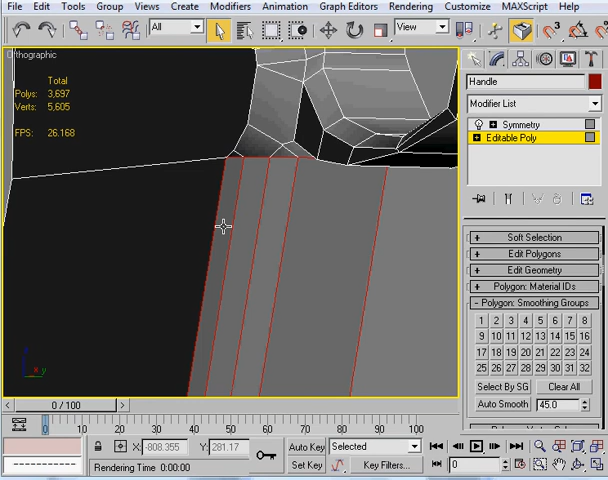 File Edit Tools Group Views Create Modifiers Animation Graph Editors Rendering Customize MAXScript Help
All
View
3
Orthographic
Total
Polys: 3,697
Verts: 5,605
FPS: 26.168
z
x y
Handle
Modifier List
Symmetry
Editable Poly
+ Soft Selection
+ Edit Polygons
+ Edit Geometry
+ Polygon: Material IDs
- Polygon: Smoothing Groups
1 2 3 4 5 6 7 8
9 10 11 12 13 14 15 16
17 18 19 20 21 22 23 24
25 26 27 28 29 30 31 32
Select By SG Clear All
Auto Smooth 45.0
< 0 / 100 >
0 10 20 30 40 50 60 70 80 90 100
X: -808.355 Y: 281.17
Auto Key Selected
Rendering Time 0:00:00
Set Key Key Filters...
0